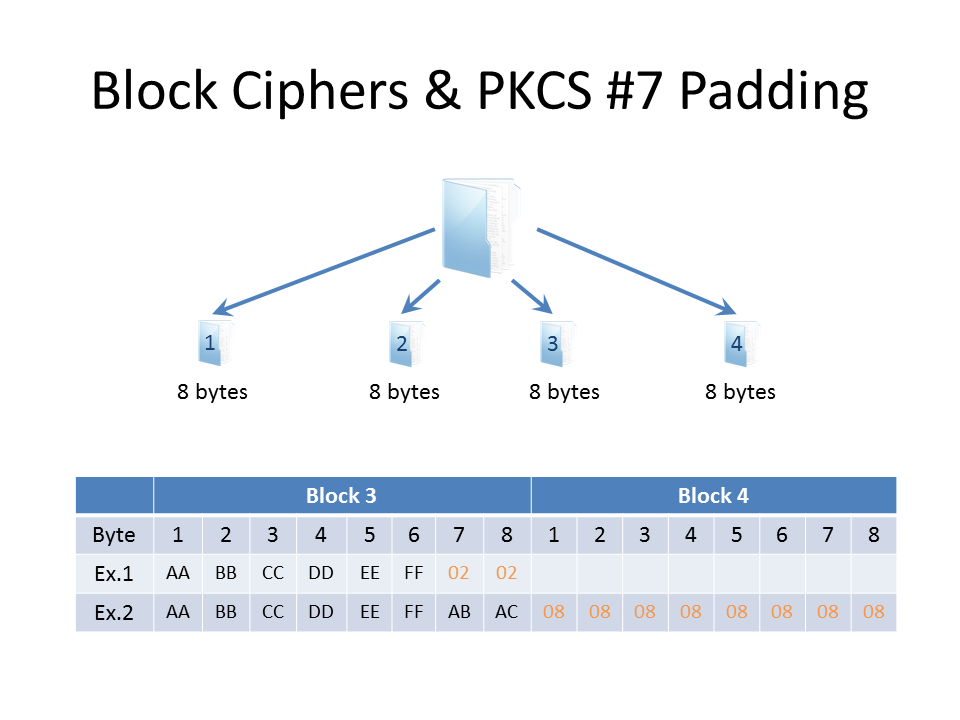 Block Ciphers & PKCS #7 Padding
1 2 3 4
8 bytes 8 bytes 8 bytes 8 bytes
Block 3 Block 4
Byte 1 2 3 4 5 6 7 8 1 2 3 4 5 6 7 8
Ex.1 AA BB CC DD EE FF 02 02
Ex.2 AA BB CC DD EE FF AB AC 08 08 08 08 08 08 08 08